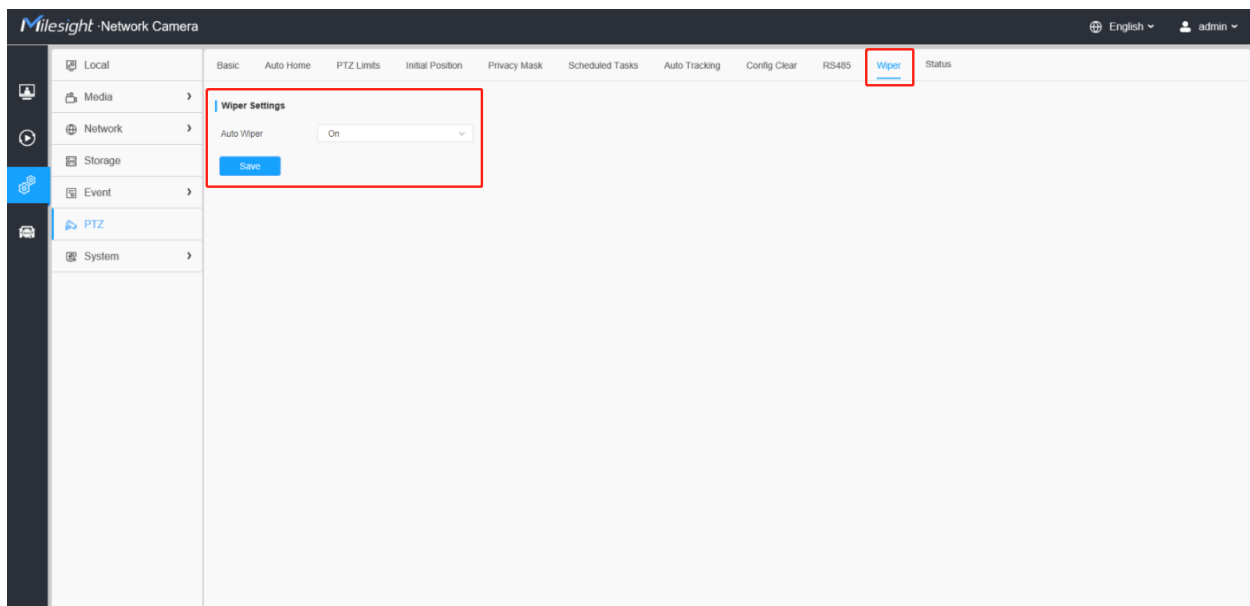 Milesight ·Network Camera
English
admin
Local
Media
Network
Storage
Event
PTZ
System
Basic Auto Home PTZ Limits Initial Position Privacy Mask Scheduled Tasks Auto Tracking Config Clear RS485 Wiper Status
Wiper Settings
Auto Wiper On
Save